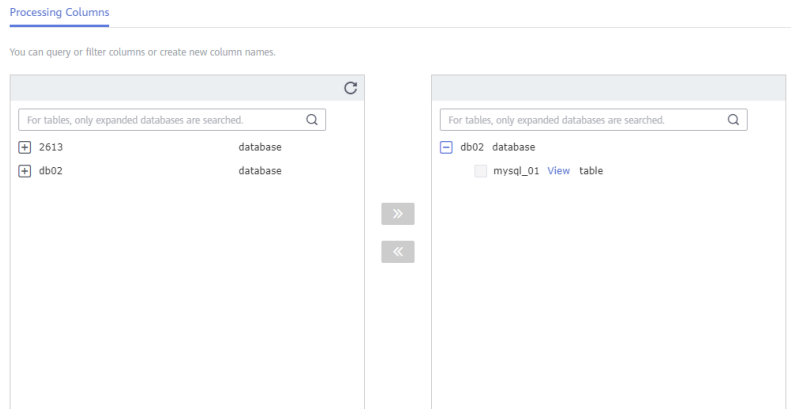 Processing Columns
You can query or filter columns or create new column names.
For tables, only expanded databases are searched.
2613 database
db02 database
For tables, only expanded databases are searched.
db02 database
mysql_01 View table